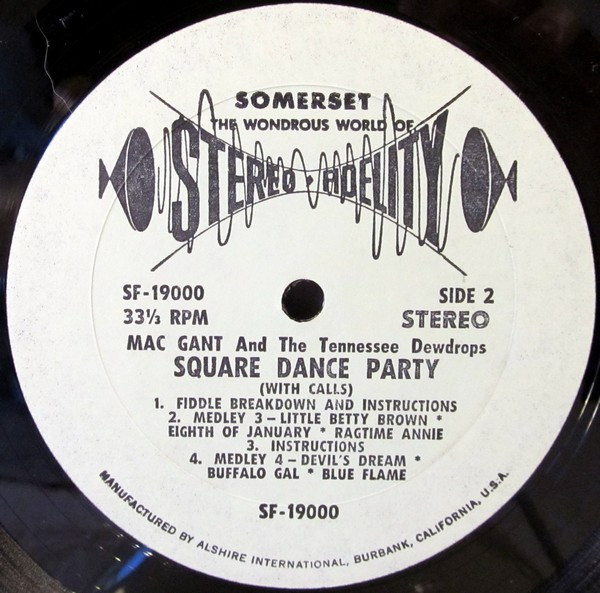 SOMERSET
THE WONDROUS WORLD OF
STEREO-FIDELITY
SF-19000 SIDE 2
33⅓ RPM STEREO
MAC GANT And The Tennessee Dewdrops
SQUARE DANCE PARTY
(WITH CALLS)
1. FIDDLE BREAKDOWN AND INSTRUCTIONS
2. MEDLEY 3 – LITTLE BETTY BROWN *
EIGHTH OF JANUARY * RAGTIME ANNIE
3. INSTRUCTIONS
4. MEDLEY 4 – DEVIL'S DREAM *
BUFFALO GAL * BLUE FLAME
SF-19000
MANUFACTURED BY ALSHIRE INTERNATIONAL, BURBANK, CALIFORNIA, U.S.A.